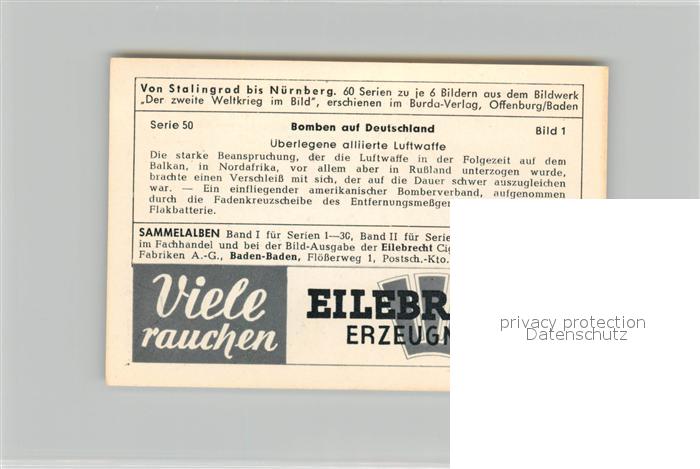 Von Stalingrad bis Nürnberg. 60 Serien zu je 6 Bildern aus dem Bildwerk
„Der zweite Weltkrieg im Bild", erschienen im Burda-Verlag, Offenburg/Baden
Serie 50 Bomben auf Deutschland Bild 1
Überlegene alliierte Luftwaffe
Die starke Beanspruchung, der die Luftwaffe in der Folgezeit auf dem
Balkan, in Nordafrika, vor allem aber in Rußland unterzogen wurde,
brachte einen Verschleiß mit sich, der auf die Dauer schwer auszugleichen
war. — Ein einfliegender amerikanischer Bomberverband, aufgenommen
durch die Fadenkreuzscheibe des Entfernungsmeßger
Flakbatterie.
SAMMELALBEN Band I für Serien 1—30, Band II für Serie
im Fachhandel und bei der Bild-Ausgabe der Eilebrecht Cig
Fabriken A.-G., Baden-Baden, Flößerweg 1, Postsch.-Kto.
Viele
rauchen
EILEBR
ERZEUGN
privacy protection
Datenschutz